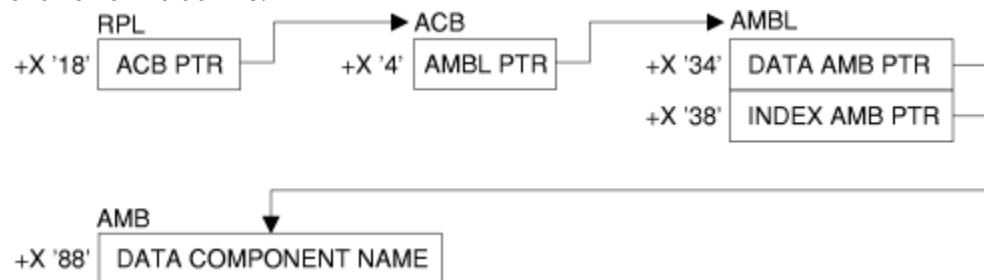 RPL
+X '18' ACB PTR
ACB
+X '4' AMBL PTR
AMBL
+X '34' DATA AMB PTR
+X '38' INDEX AMB PTR
AMB
+X '88' DATA COMPONENT NAME